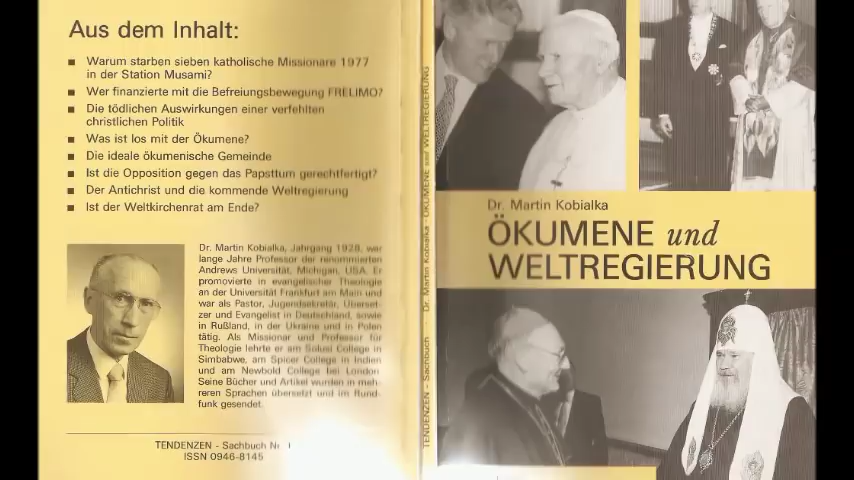 Aus dem Inhalt:
Warum starben sieben katholische Missionare 1977
in der Station Musami?
Wer finanzierte mit die Befreiungsbewegung FRELIMO?
Die tödlichen Auswirkungen einer verfehlten
christlichen Politik
Was ist los mit der Ökumene?
Die ideale ökumenische Gemeinde
Ist die Opposition gegen das Papsttum gerechtfertigt?
Der Antichrist und die kommende Weltregierung
Ist der Weltkirchenrat am Ende?
Dr. Martin Kobialka, Jahrgang 1928, war
lange Jahre Professor der renommierten
Andrews Universität, Michigan, USA. Er
promovierte in evangelischer Theologie
an der Universität Frankfurt am Main und
war als Pastor, Jugendsekretär, Überset-
zer und Evangelist in Deutschland, sowie
in Rußland, in der Ukraine und in Polen
tätig. Als Missionar und Professor für
Theologie lehrte er am Solusi College in
Simbabwe, am Spicer College in Indien
und am Newbold College bei London.
Seine Bücher und Artikel wurden in meh-
reren Sprachen übersetzt und im Rund-
funk gesendet.
TENDENZEN - Sachbuch Nr. 1
ISSN 0946-8145
TENDENZEN - Sachbuch · Dr. Martin Kobialka · ÖKUMENE und WELTREGIERUNG
Dr. Martin Kobialka
ÖKUMENE und
WELTREGIERUNG